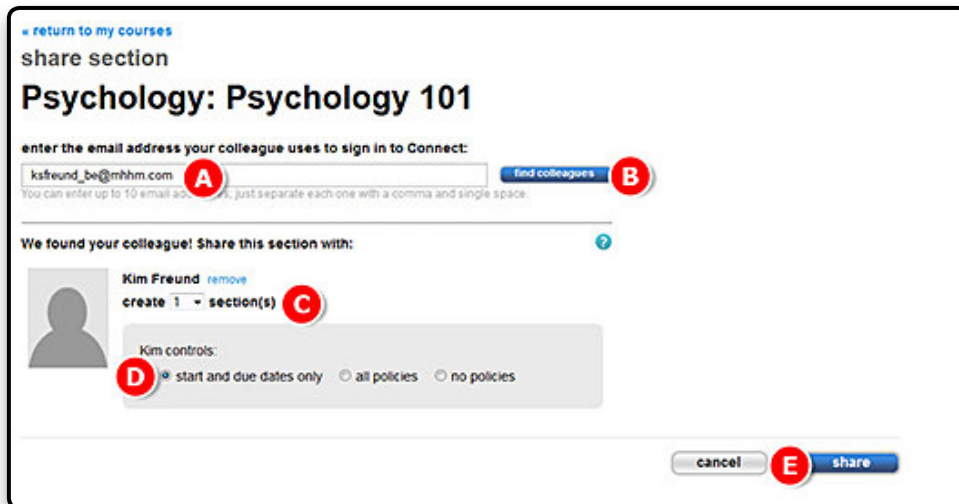 « return to my courses
share section
Psychology: Psychology 101
enter the email address your colleague uses to sign in to Connect:
ksfreund_be@mhhm.com A find colleagues B
You can enter up to 10 email addresses, just separate each one with a comma and single space.
We found your colleague! Share this section with: ?
Kim Freund remove
create 1 section(s) C
Kim controls:
D start and due dates only all policies no policies
cancel E share